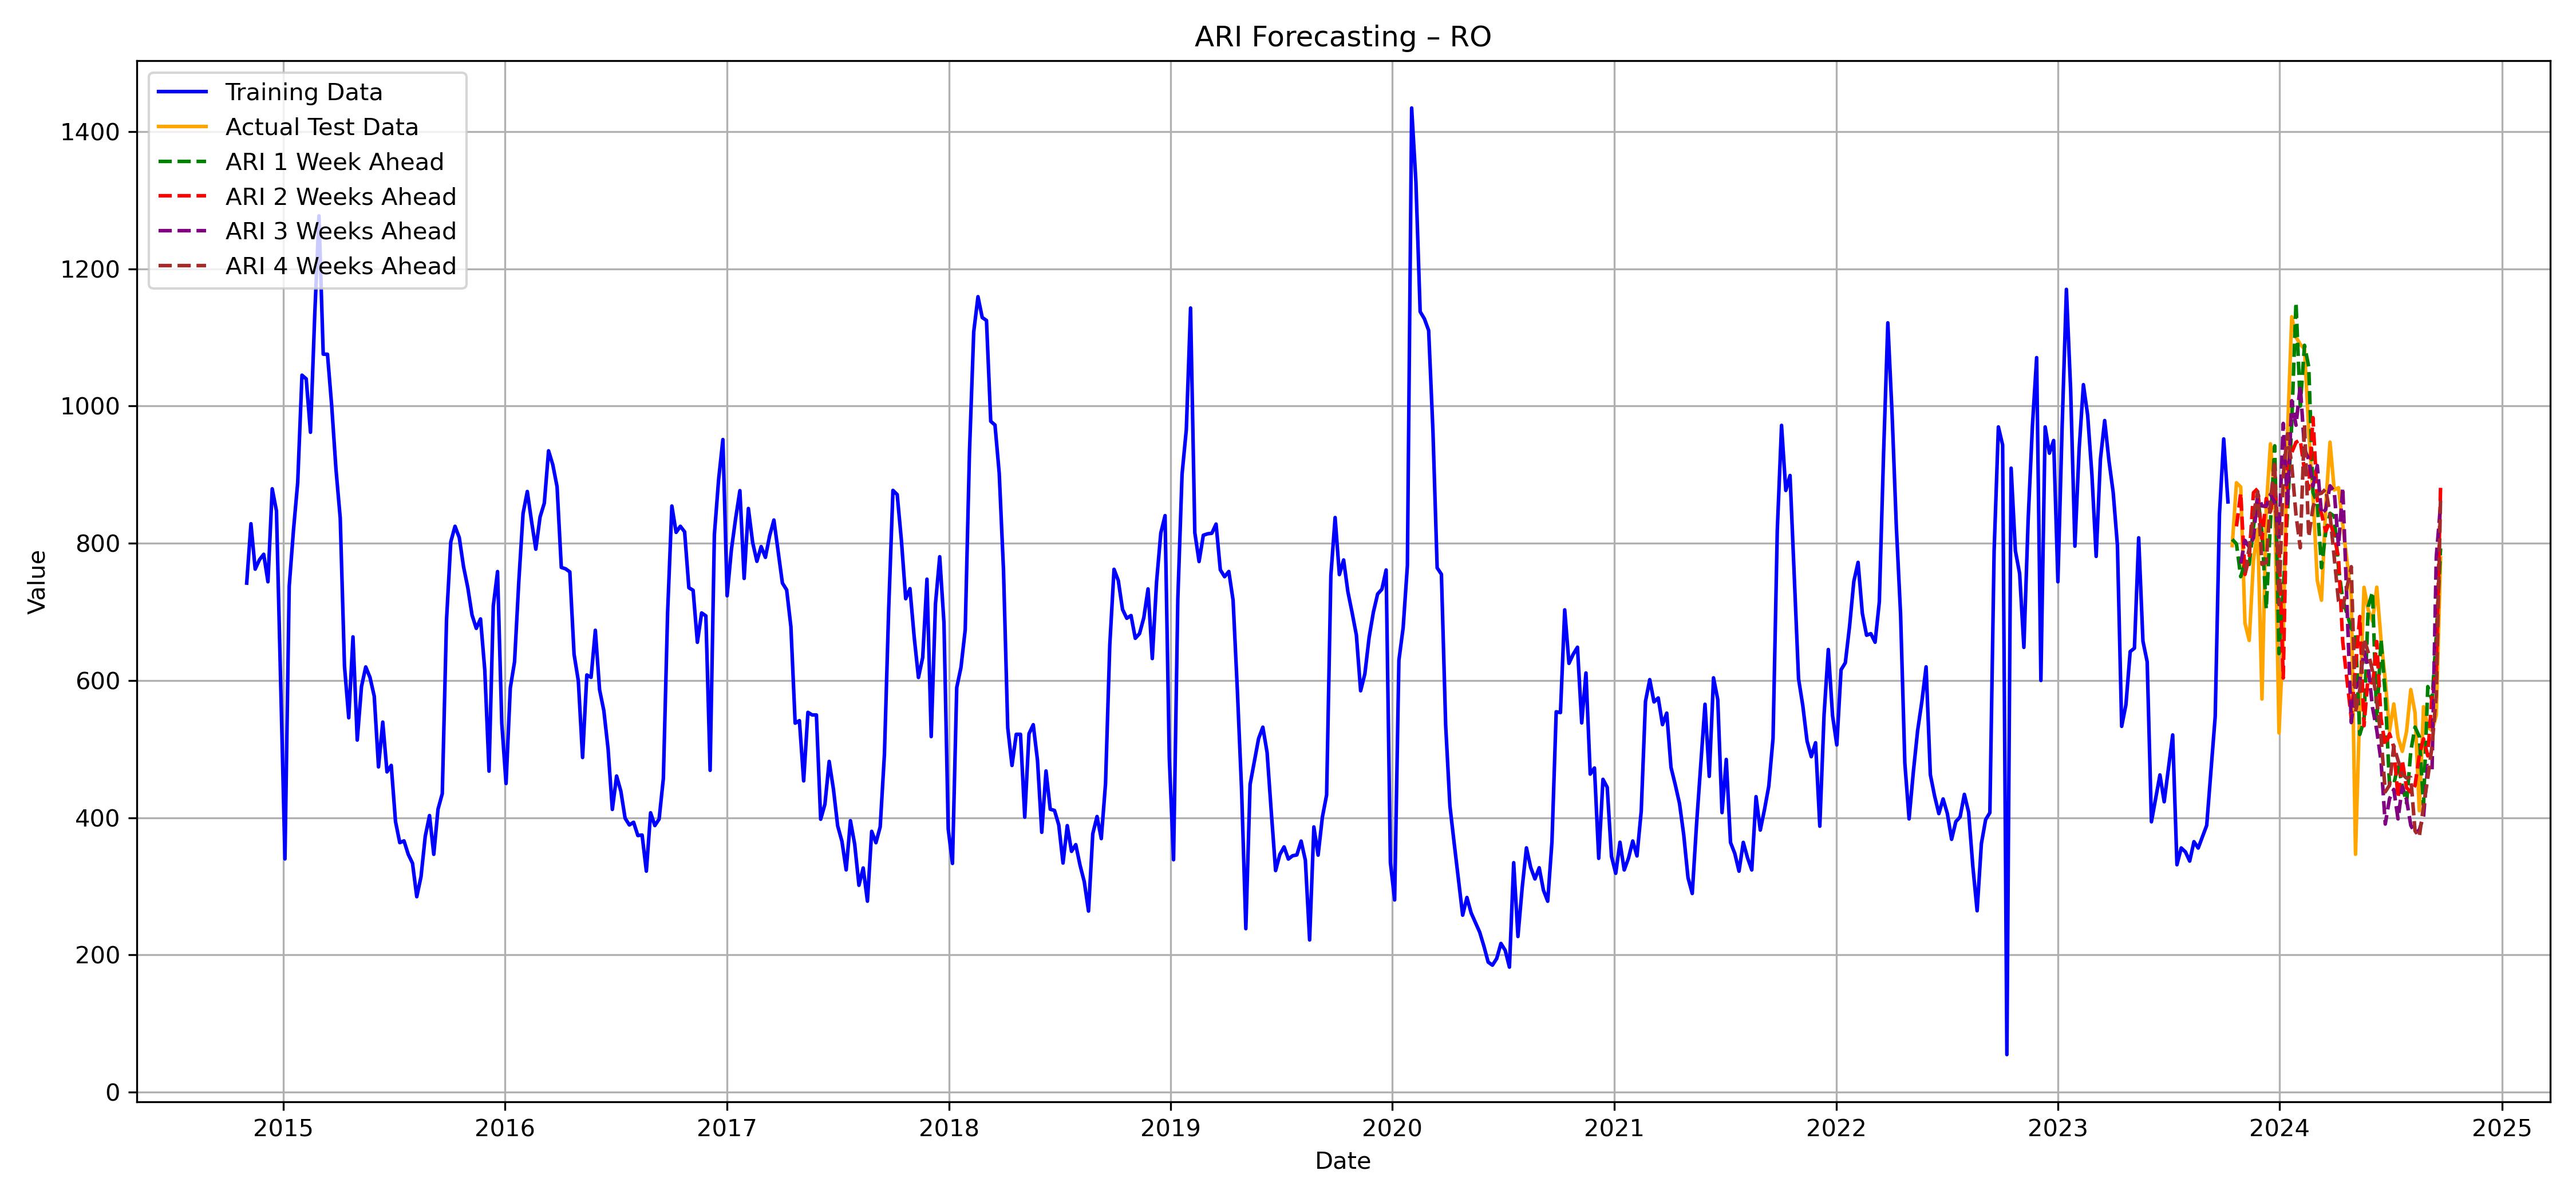 ARI Forecasting – RO
Training Data
Actual Test Data
ARI 1 Week Ahead
ARI 2 Weeks Ahead
ARI 3 Weeks Ahead
ARI 4 Weeks Ahead
1400
1200
1000
800
600
400
200
0
Value
2015 2016 2017 2018 2019 2020 2021 2022 2023 2024 2025
Date